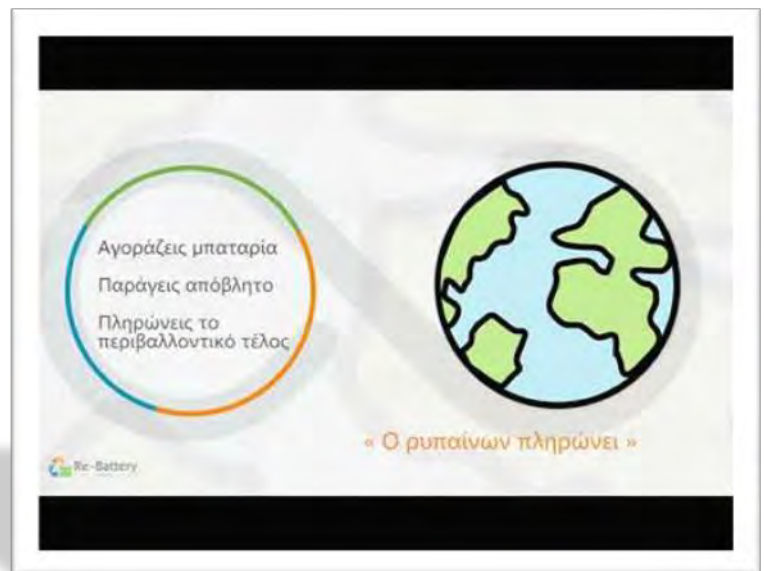 Αγοράζεις μπαταρία
Παράγεις απόβλητο
Πληρώνεις το
περιβαλλοντικό τέλος
« Ο ρυπαίνων πληρώνει »
Re-Battery